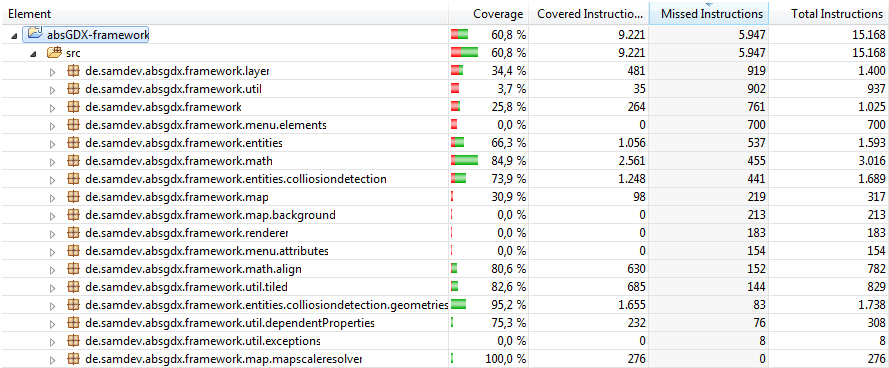 Element Coverage Covered Instructio... Missed Instructions Total Instructions
absGDX-framework 60,8 % 9.221 5.947 15.168
src 60,8 % 9.221 5.947 15.168
de.samdev.absgdx.framework.layer 34,4 % 481 919 1.400
de.samdev.absgdx.framework.util 3,7 % 35 902 937
de.samdev.absgdx.framework 25,8 % 264 761 1.025
de.samdev.absgdx.framework.menu.elements 0,0 % 0 700 700
de.samdev.absgdx.framework.entities 66,3 % 1.056 537 1.593
de.samdev.absgdx.framework.math 84,9 % 2.561 455 3.016
de.samdev.absgdx.framework.entities.colliosiondetection 73,9 % 1.248 441 1.689
de.samdev.absgdx.framework.map 30,9 % 98 219 317
de.samdev.absgdx.framework.map.background 0,0 % 0 213 213
de.samdev.absgdx.framework.renderer 0,0 % 0 183 183
de.samdev.absgdx.framework.menu.attributes 0,0 % 0 154 154
de.samdev.absgdx.framework.math.align 80,6 % 630 152 782
de.samdev.absgdx.framework.util.tiled 82,6 % 685 144 829
de.samdev.absgdx.framework.entities.colliosiondetection.geometries 95,2 % 1.655 83 1.738
de.samdev.absgdx.framework.util.dependentProperties 75,3 % 232 76 308
de.samdev.absgdx.framework.util.exceptions 0,0 % 0 8 8
de.samdev.absgdx.framework.map.mapscaleresolver 100,0 % 276 0 276